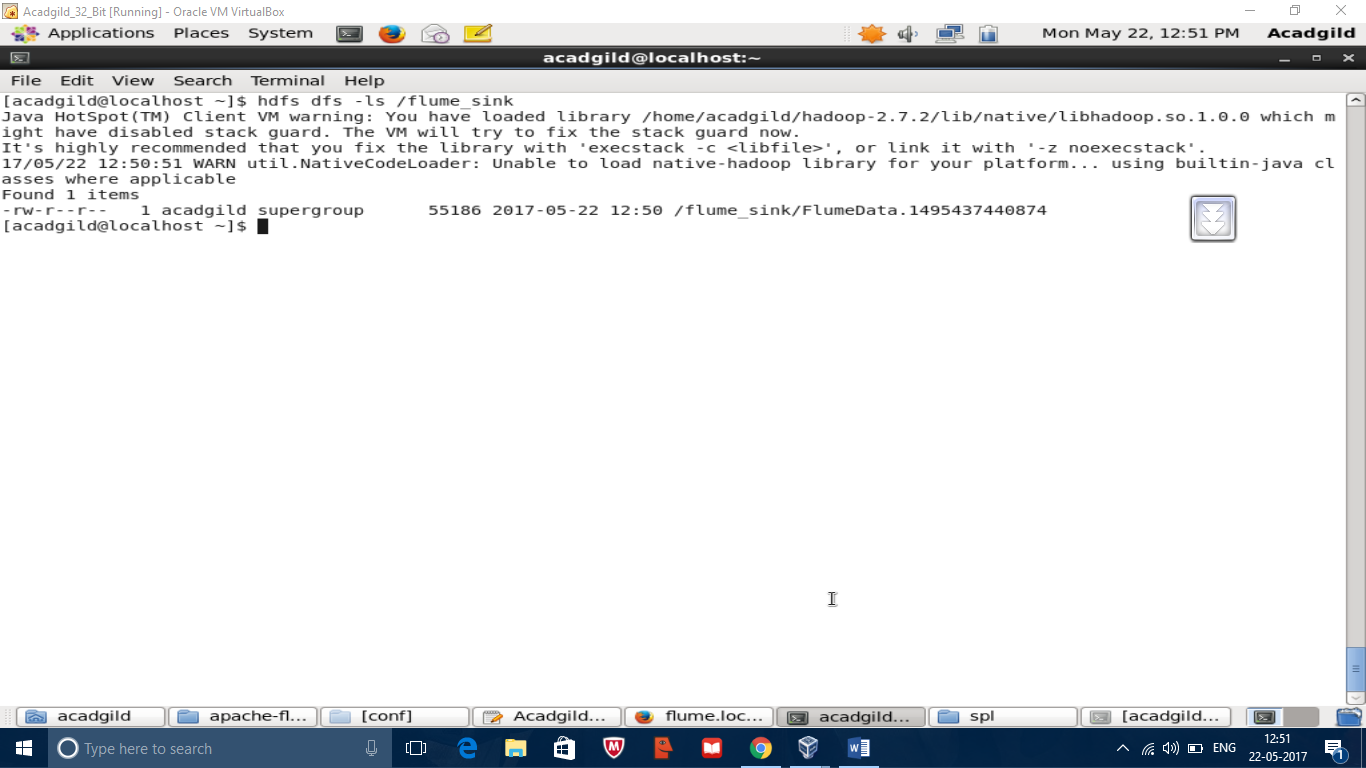 Acadgild_32_Bit [Running] - Oracle VM VirtualBox
Applications Places System Mon May 22, 12:51 PM Acadgild
acadgild@localhost:~
File Edit View Search Terminal Help
[acadgild@localhost ~]$ hdfs dfs -ls /flume_sink
Java HotSpot(TM) Client VM warning: You have loaded library /home/acadgild/hadoop-2.7.2/lib/native/libhadoop.so.1.0.0 which m
ight have disabled stack guard. The VM will try to fix the stack guard now.
It's highly recommended that you fix the library with 'execstack -c <libfile>', or link it with '-z noexecstack'.
17/05/22 12:50:51 WARN util.NativeCodeLoader: Unable to load native-hadoop library for your platform... using builtin-java cl
asses where applicable
Found 1 items
-rw-r--r--   1 acadgild supergroup      55186 2017-05-22 12:50 /flume_sink/FlumeData.1495437440874
[acadgild@localhost ~]$
acadgild apache-fl... [conf] Acadgild... flume.loc... acadgild... spl [acadgild...
Type here to search ENG 12:51
22-05-2017 1